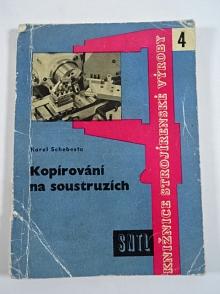 4
KNIŽNICE STROJÍRENSKÉ VÝROBY
Karel Schebesta
Kopírování
na soustruzích
SNTL